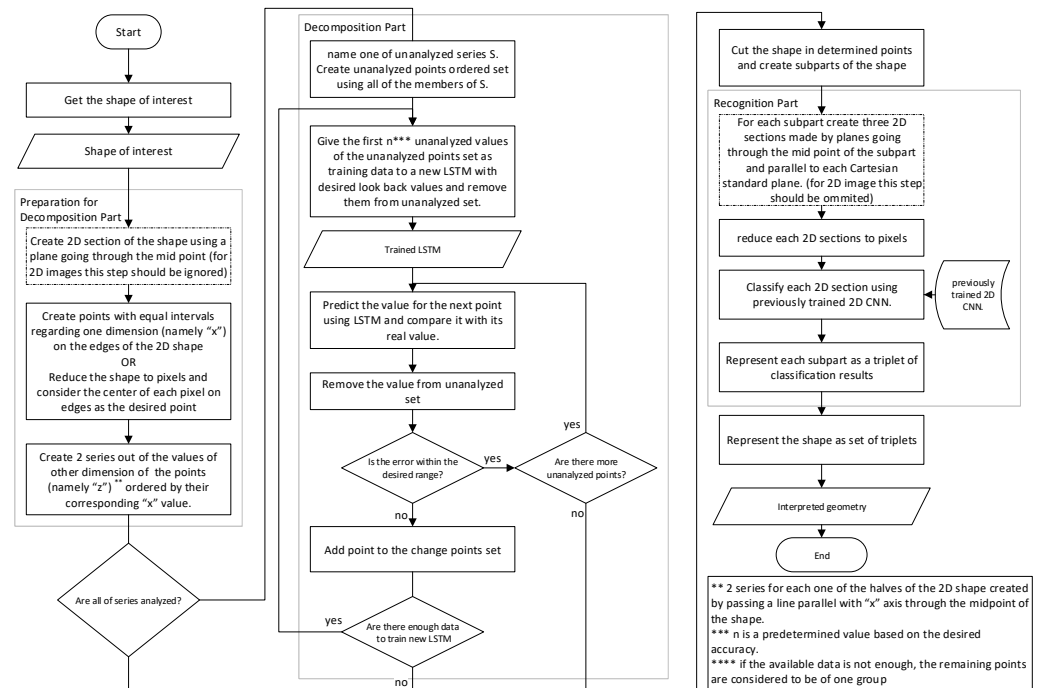 Start
Get the shape of interest
Shape of interest
Preparation for
Decomposition Part
Create 2D section of the shape using a
plane going through the mid point (for
2D images this step should be ignored)
Create points with equal intervals
regarding one dimension (namely “x”)
on the edges of the 2D shape
OR
Reduce the shape to pixels and
consider the center of each pixel on
edges as the desired point
Create 2 series out of the values of
other dimension of the points
(namely “z”) ** ordered by their
corresponding “x” value.
Are all of series analyzed?
Decomposition Part
name one of unanalyzed series S.
Create unanalyzed points ordered set
using all of the members of S.
Give the first n*** unanalyzed values
of the unanalyzed points set as
training data to a new LSTM with
desired look back values and remove
them from unanalyzed set.
Trained LSTM
Predict the value for the next point
using LSTM and compare it with its
real value.
Remove the value from unanalyzed
set
Is the error within the
desired range?
yes
no
Are there more
unanalyzed points?
yes
no
Add point to the change points set
Are there enough data
to train new LSTM
yes
no
Cut the shape in determined points
and create subparts of the shape
Recognition Part
For each subpart create three 2D
sections made by planes going
through the mid point of the subpart
and parallel to each Cartesian
standard plane. (for 2D image this step
should be ommited)
reduce each 2D sections to pixels
Classify each 2D section using
previously trained 2D CNN.
previously
trained 2D
CNN.
Represent each subpart as a triplet of
classification results
Represent the shape as set of triplets
Interpreted geometry
End
** 2 series for each one of the halves of the 2D shape created
by passing a line parallel with “x” axis through the midpoint of
the shape.
*** n is a predetermined value based on the desired
accuracy.
**** if the available data is not enough, the remaining points
are considered to be of one group